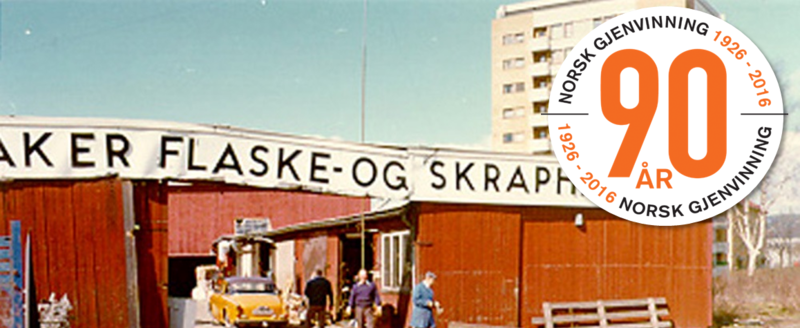 AKER FLASKE-OG SKRAPH
NORSK GJENVINNING 1926 - 2016
90
ÅR
1926 - 2016 NORSK GJENVINNING